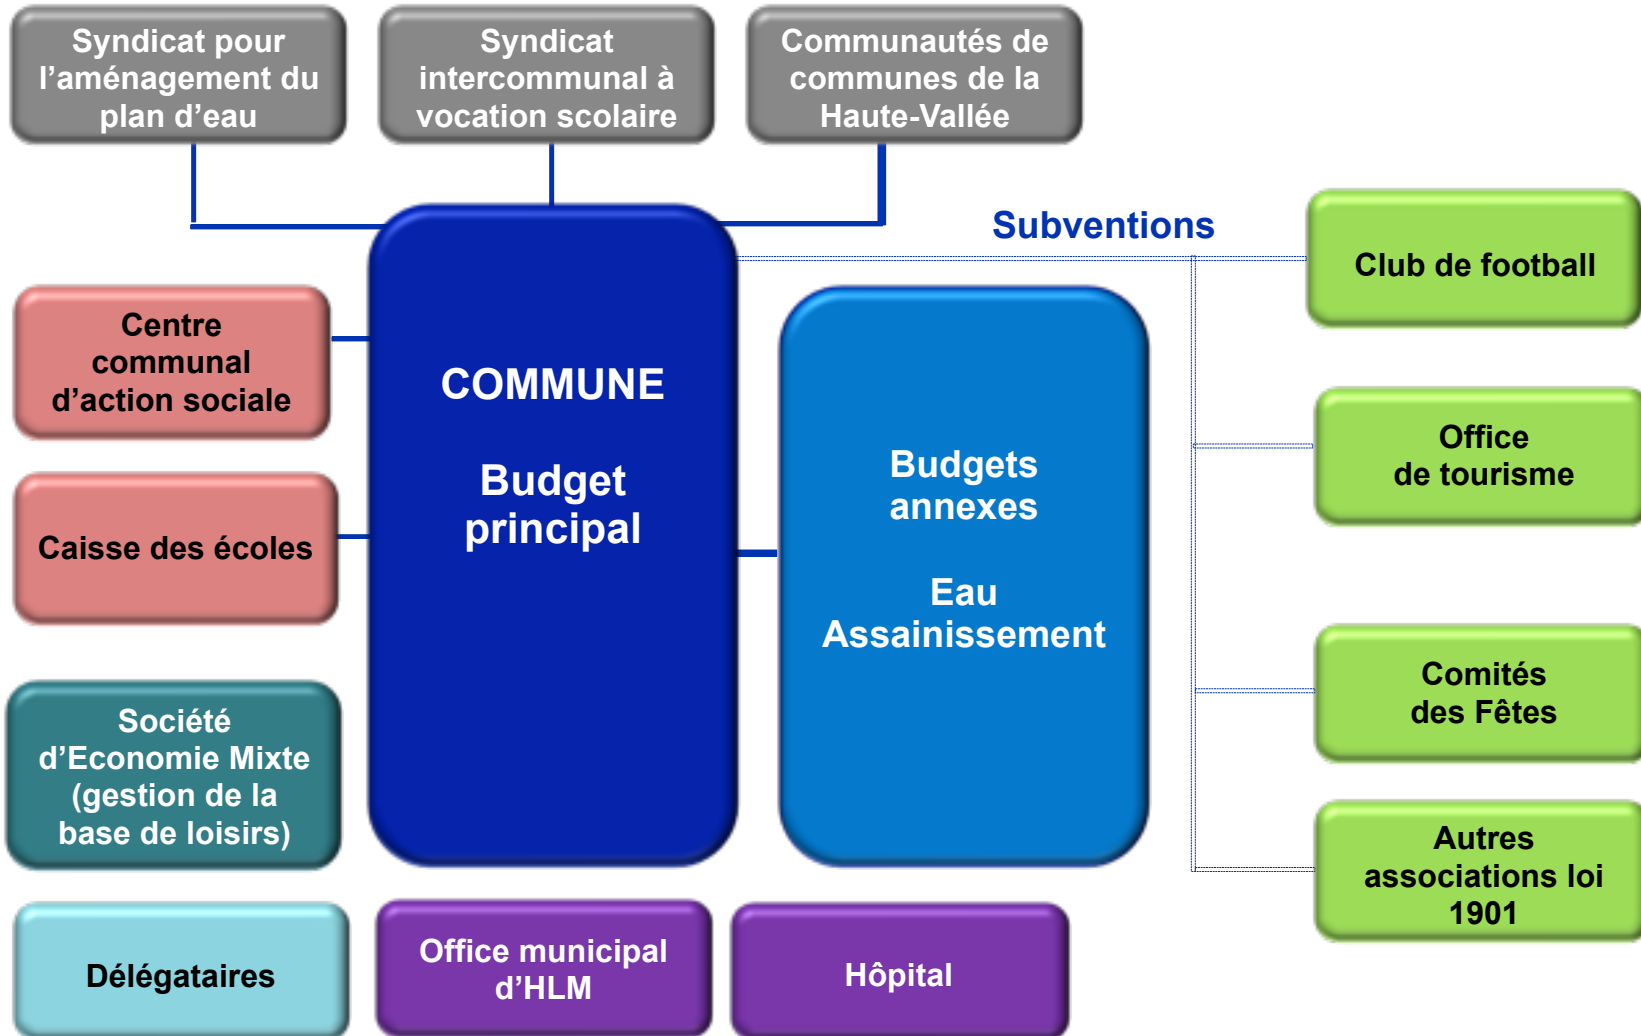 Syndicat pour
l’aménagement du
plan d’eau
Syndicat
intercommunal à
vocation scolaire
Communautés de
communes de la
Haute-Vallée
Subventions
Club de football
Centre
communal
d’action sociale
COMMUNE
Budget
principal
Budgets
annexes
Eau
Assainissement
Office
de tourisme
Caisse des écoles
Comités
des Fêtes
Société
d’Economie Mixte
(gestion de la
base de loisirs)
Autres
associations loi
1901
Délégataires
Office municipal
d’HLM
Hôpital